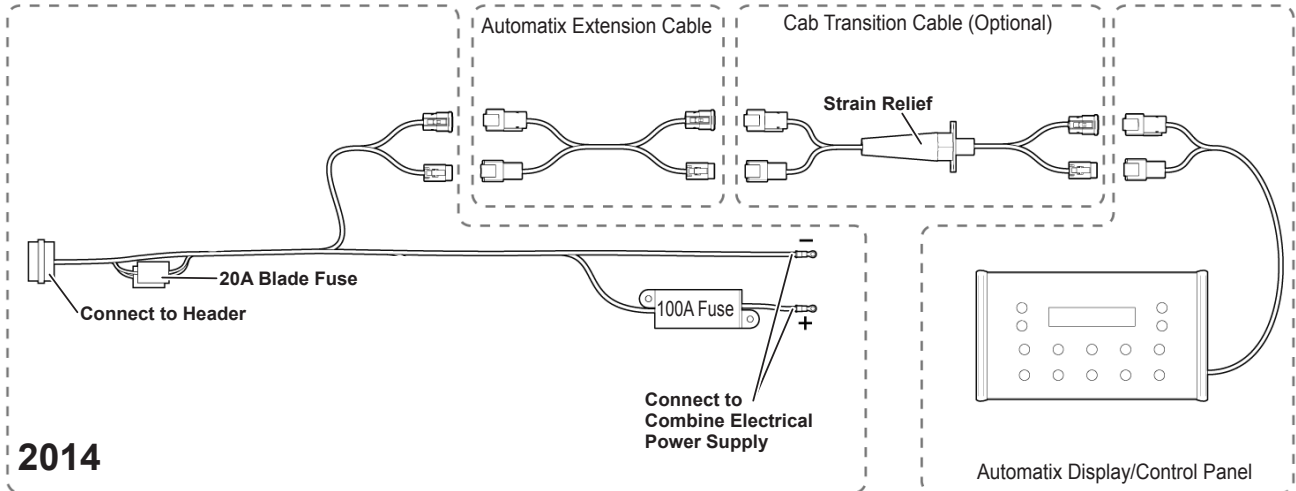 Automatix Extension Cable
Cab Transition Cable (Optional)
Strain Relief
20A Blade Fuse
Connect to Header
100A Fuse
−
+
Connect to
Combine Electrical
Power Supply
2014
Automatix Display/Control Panel